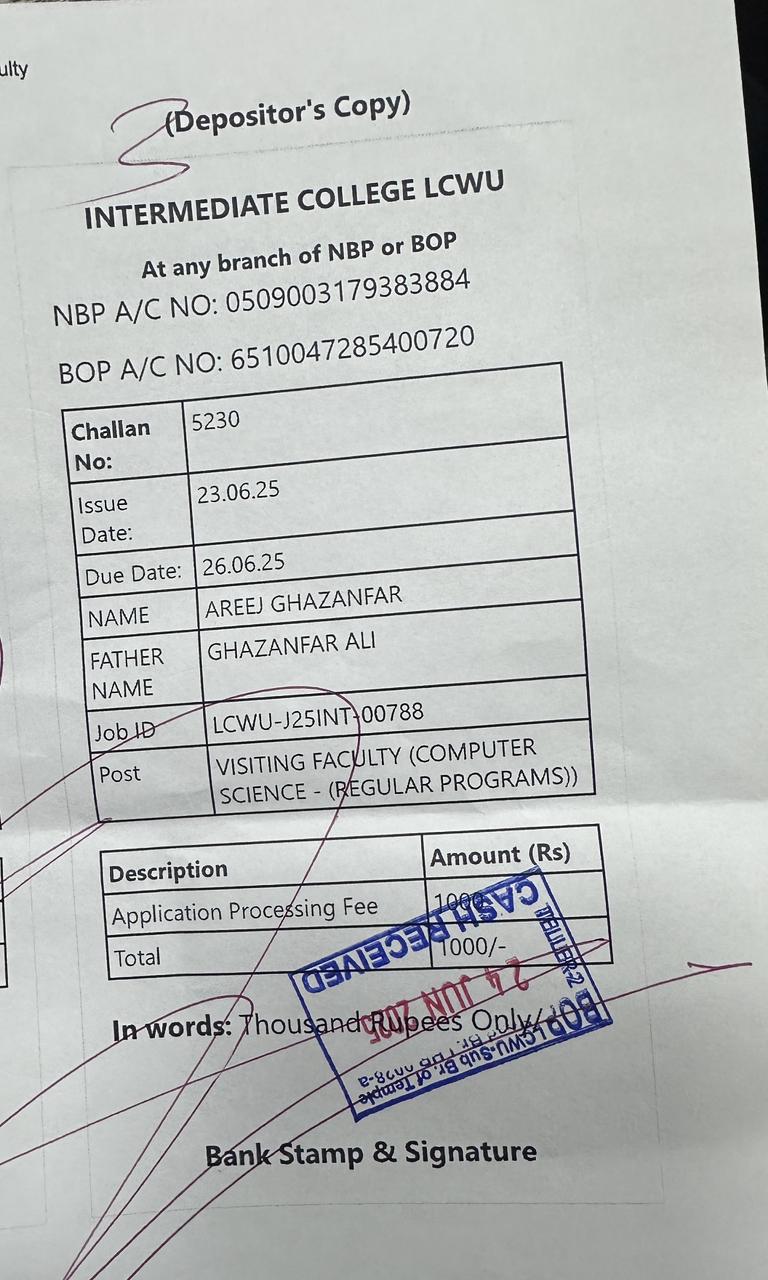 ulty
(Depositor's Copy)
INTERMEDIATE COLLEGE LCWU
At any branch of NBP or BOP
NBP A/C NO: 0509003179383884
BOP A/C NO: 6510047285400720
Challan No: 5230
Issue Date: 23.06.25
Due Date: 26.06.25
NAME AREEJ GHAZANFAR
FATHER NAME GHAZANFAR ALI
Job ID LCWU-J25INT-00788
Post VISITING FACULTY (COMPUTER
SCIENCE - (REGULAR PROGRAMS))
Description Amount (Rs)
Application Processing Fee 1000
Total 1000/-
In words: Thousand Rupees Only/-
BOP LCWU-Sub Br. of Temple
TELLER-2
24 JUN 2025
CASH RECEIVED
Bank Stamp & Signature